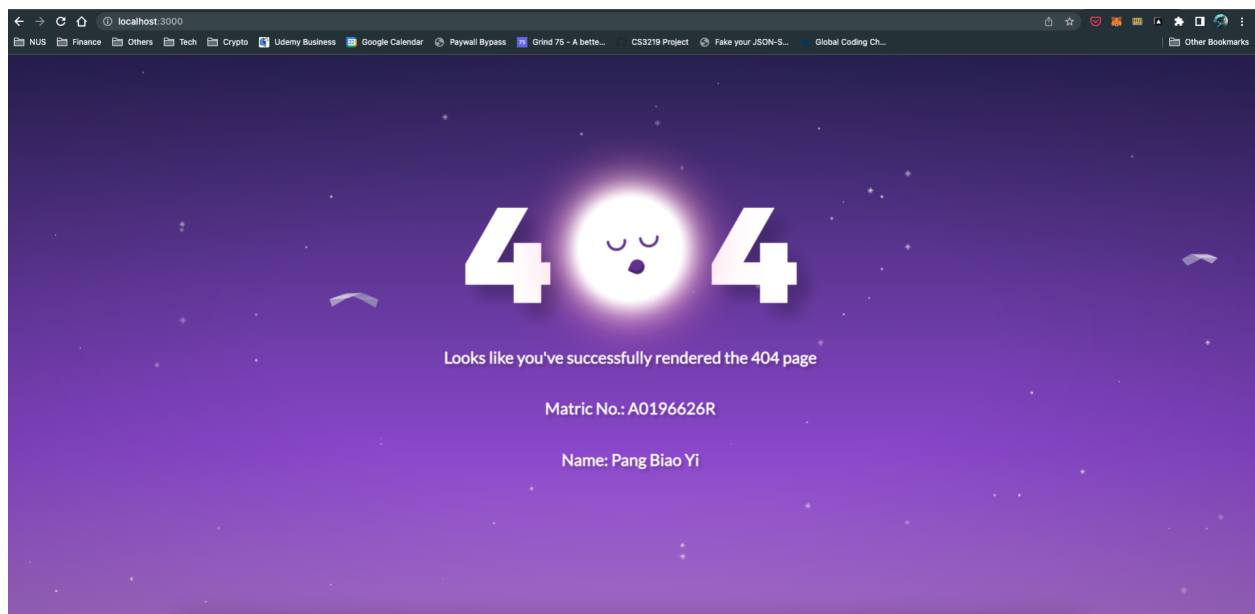 localhost:3000
NUS Finance Others Tech Crypto Udemy Business Google Calendar Paywall Bypass 75 Grind 75 - A bette... CS3219 Project Fake your JSON-S... Global Coding Ch... Other Bookmarks
4 4
Looks like you've successfully rendered the 404 page
Matric No.: A0196626R
Name: Pang Biao Yi